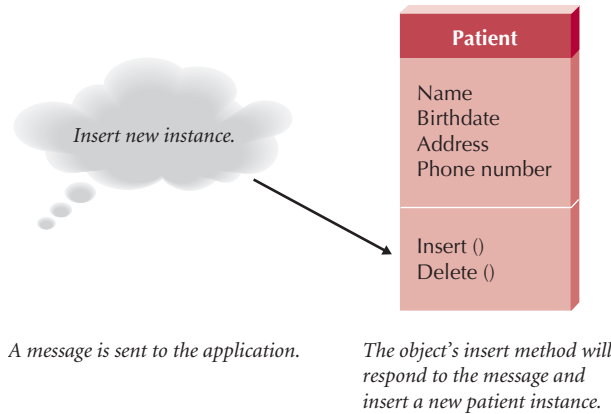 Patient
Name
Birthdate
Address
Phone number
Insert new instance.
Insert ()
Delete ()
A message is sent to the application.
The object's insert method will
respond to the message and
insert a new patient instance.